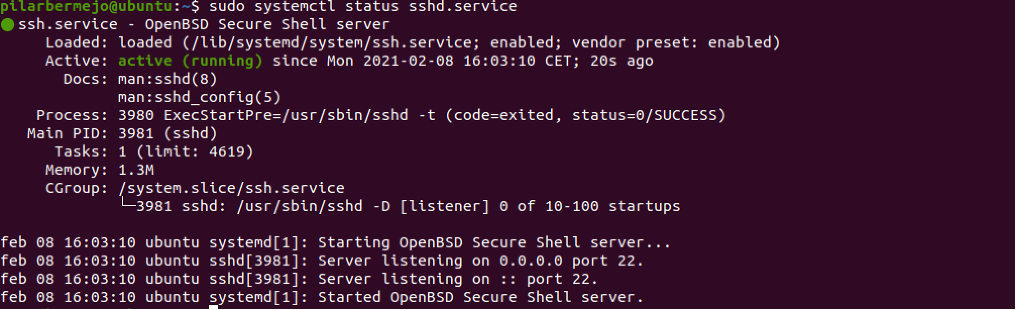 pilarbermejo@ubuntu:~$ sudo systemctl status sshd.service
● ssh.service - OpenBSD Secure Shell server
Loaded: loaded (/lib/systemd/system/ssh.service; enabled; vendor preset: enabled)
Active: active (running) since Mon 2021-02-08 16:03:10 CET; 20s ago
Docs: man:sshd(8)
man:sshd_config(5)
Process: 3980 ExecStartPre=/usr/sbin/sshd -t (code=exited, status=0/SUCCESS)
Main PID: 3981 (sshd)
Tasks: 1 (limit: 4619)
Memory: 1.3M
CGroup: /system.slice/ssh.service
└─3981 sshd: /usr/sbin/sshd -D [listener] 0 of 10-100 startups

feb 08 16:03:10 ubuntu systemd[1]: Starting OpenBSD Secure Shell server...
feb 08 16:03:10 ubuntu sshd[3981]: Server listening on 0.0.0.0 port 22.
feb 08 16:03:10 ubuntu sshd[3981]: Server listening on :: port 22.
feb 08 16:03:10 ubuntu systemd[1]: Started OpenBSD Secure Shell server.